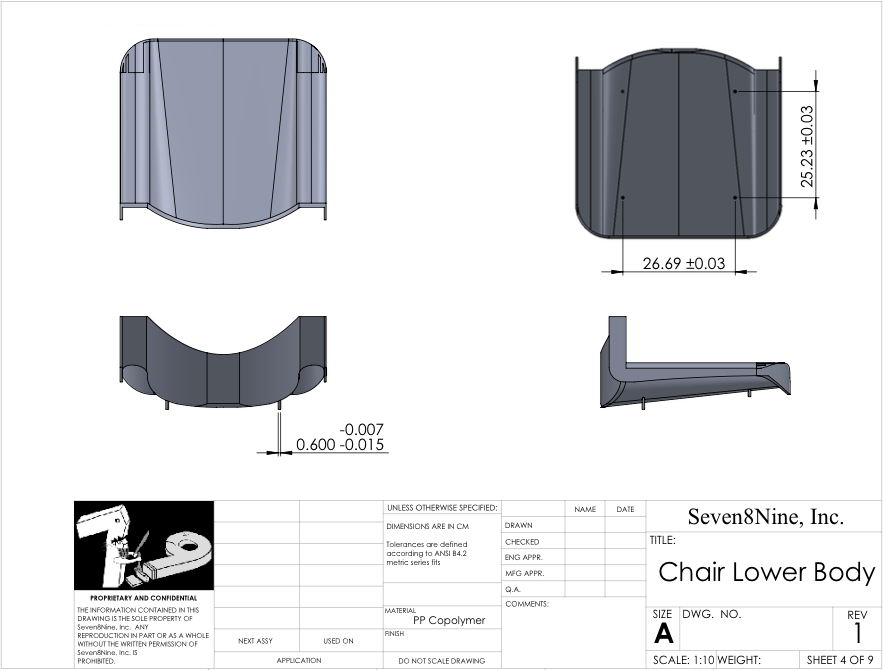 25.23 ±0.03
26.69 ±0.03
-0.007
0.600 -0.015
PROPRIETARY AND CONFIDENTIAL
THE INFORMATION CONTAINED IN THIS
DRAWING IS THE SOLE PROPERTY OF
Seven8Nine, Inc. ANY
REPRODUCTION IN PART OR AS A WHOLE
WITHOUT THE WRITTEN PERMISSION OF
Seven8Nine, Inc. IS
PROHIBITED.
NEXT ASSY
USED ON
APPLICATION
UNLESS OTHERWISE SPECIFIED:
DIMENSIONS ARE IN CM
Tolerances are defined
according to ANSI B4.2
metric series fits
MATERIAL
PP Copolymer
FINISH
DO NOT SCALE DRAWING
NAME
DATE
DRAWN
CHECKED
ENG APPR.
MFG APPR.
Q.A.
COMMENTS:
Seven8Nine, Inc.
TITLE:
Chair Lower Body
SIZE
A
DWG. NO.
REV
1
SCALE: 1:10
WEIGHT:
SHEET 4 OF 9